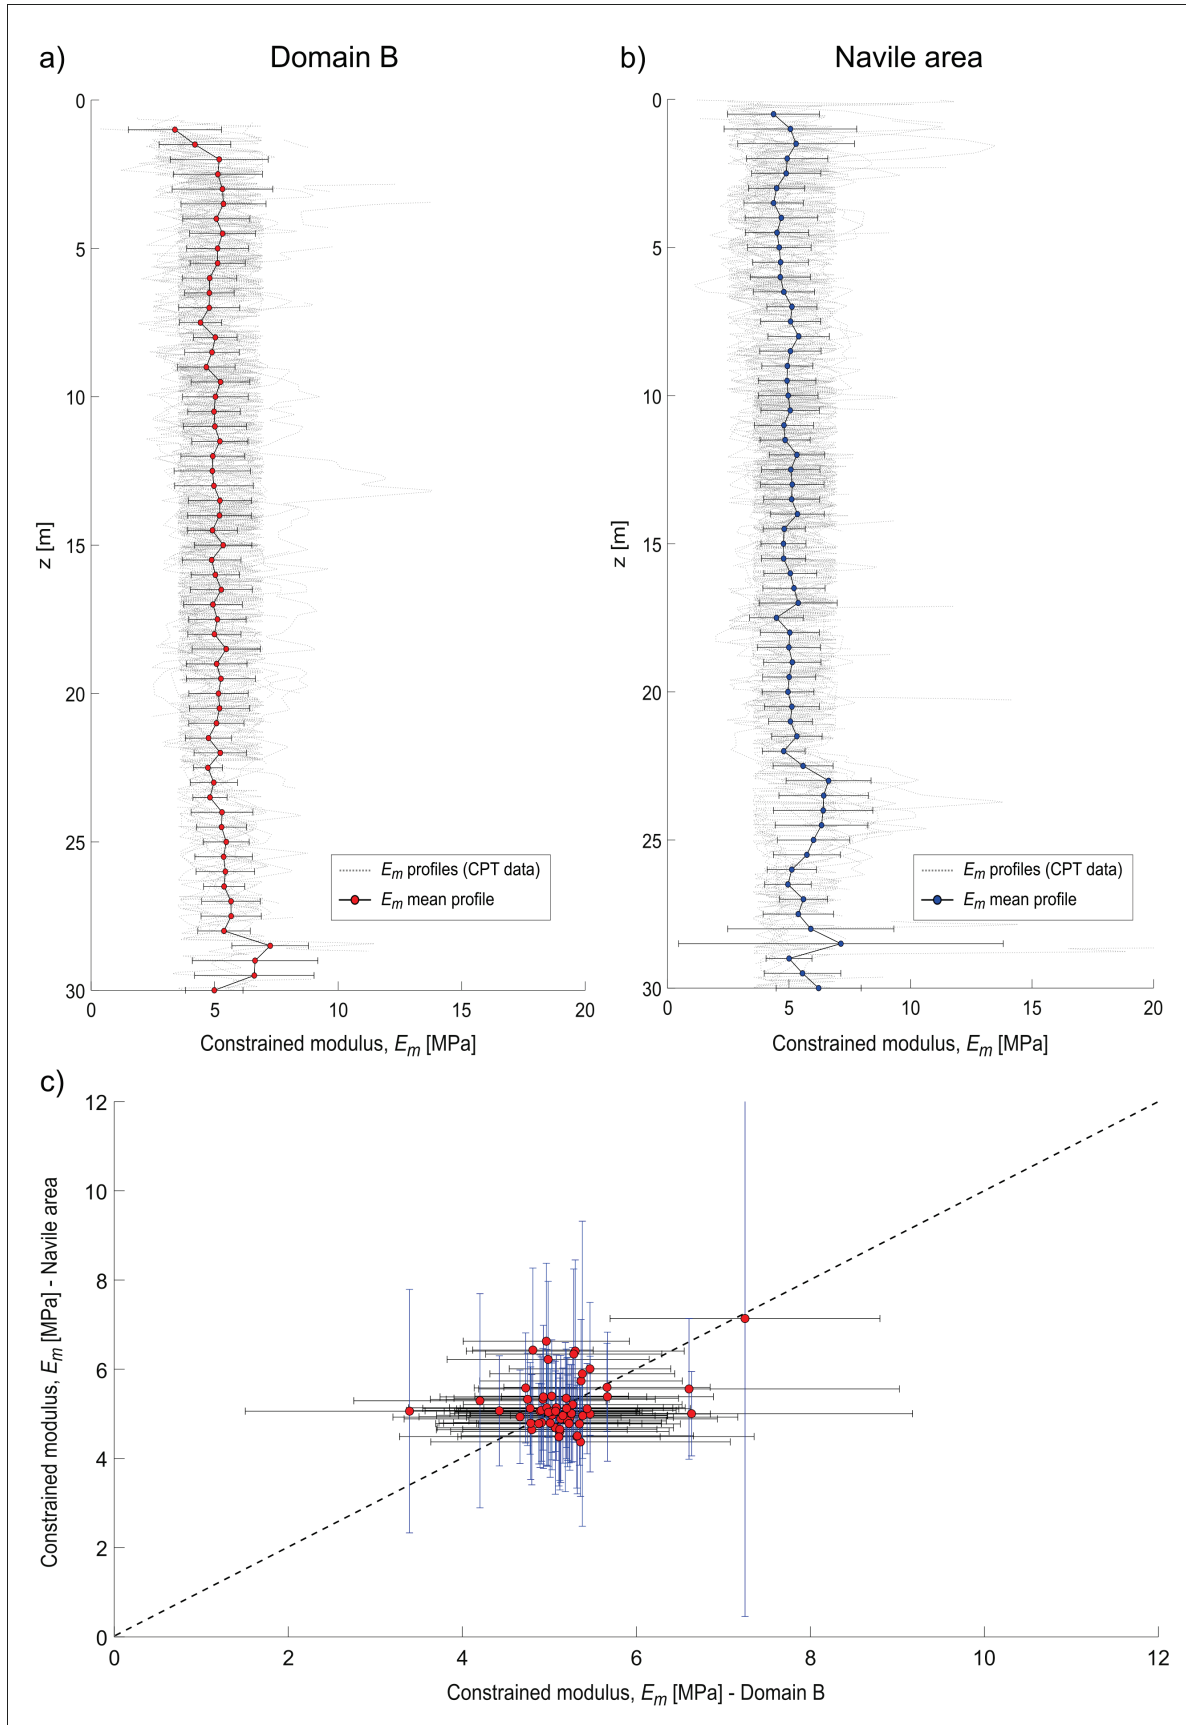 a) Domain B
b) Navile area
0
5
10
15
20
25
30
z [m]
0 5 10 15 20
Constrained modulus, Em [MPa]
Em profiles (CPT data)
Em mean profile
0
5
10
15
20
25
30
z [m]
0 5 10 15 20
Constrained modulus, Em [MPa]
Em profiles (CPT data)
Em mean profile
c)
12
10
8
6
4
2
0
Constrained modulus, Em [MPa] - Navile area
0 2 4 6 8 10 12
Constrained modulus, Em [MPa] - Domain B